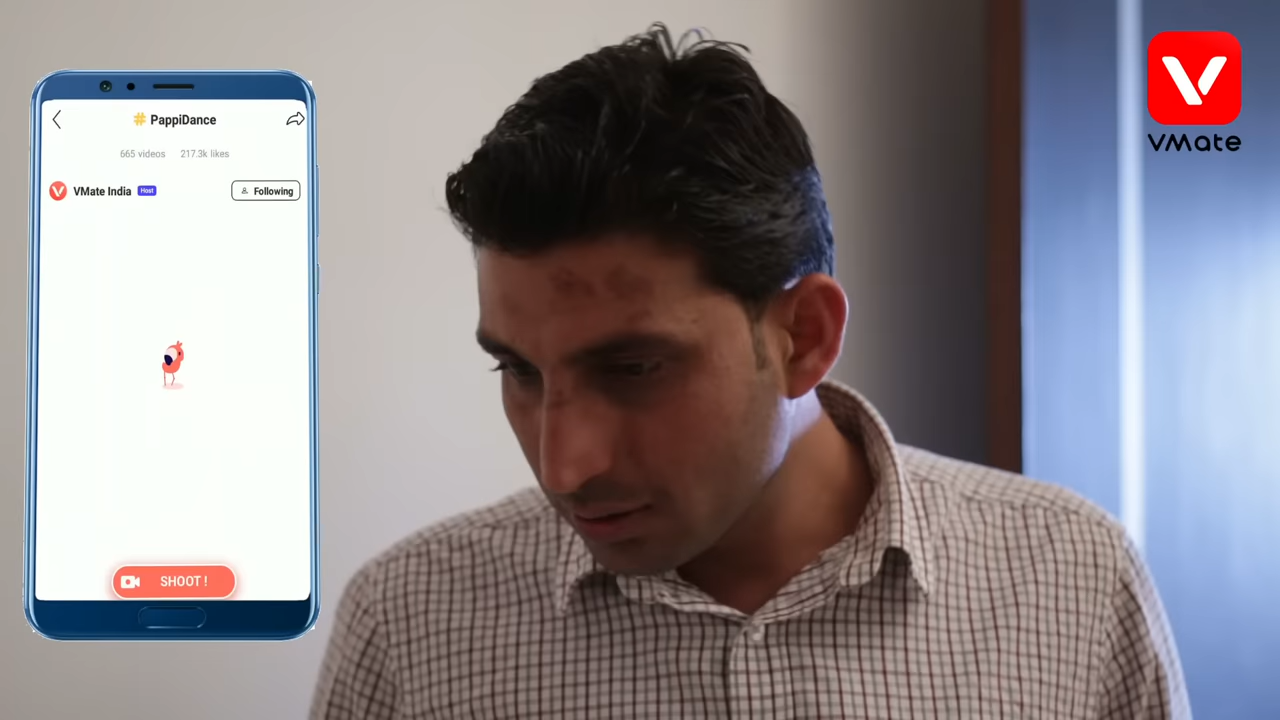 # PappiDance
665 videos 217.3k likes
VMate India Host Following
SHOOT !
VMate